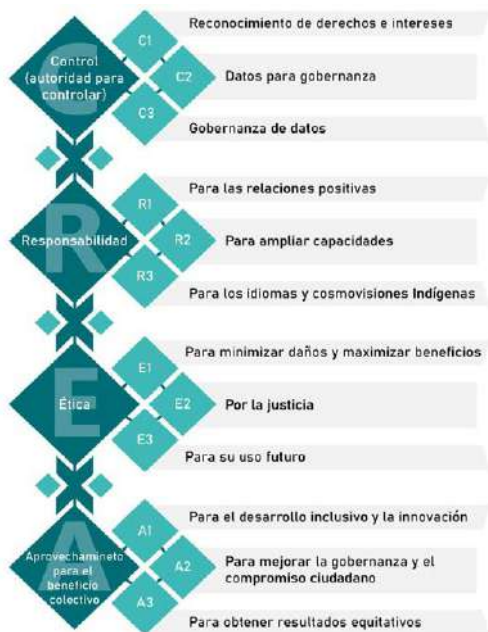 C
Control
(autoridad para
controlar)
C1
Reconocimiento de derechos e intereses
C2
Datos para gobernanza
C3
Gobernanza de datos
R
Responsabilidad
R1
Para las relaciones positivas
R2
Para ampliar capacidades
R3
Para los idiomas y cosmovisiones Indígenas
E
Ética
E1
Para minimizar daños y maximizar beneficios
E2
Por la justicia
E3
Para su uso futuro
A
Aprovechamineto
para el
beneficio
colectivo
A1
Para el desarrollo inclusivo y la innovación
A2
Para mejorar la gobernanza y el
compromiso ciudadano
A3
Para obtener resultados equitativos